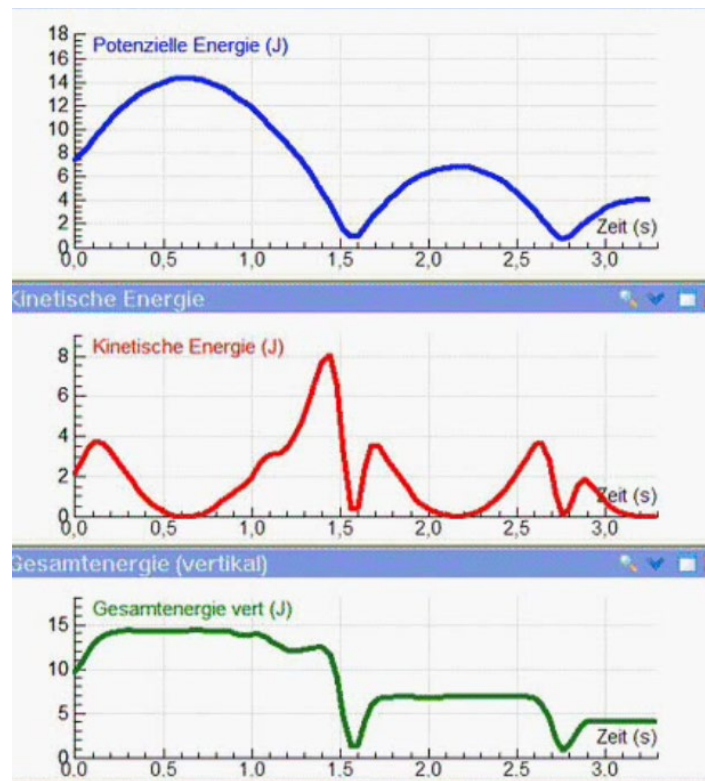 18
16
14
12
10
8
6
4
2
0
Potenzielle Energie (J)
Zeit (s)
0,0 0,5 1,0 1,5 2,0 2,5 3,0
Kinetische Energie
8
6
4
2
0
Kinetische Energie (J)
Zeit (s)
0,0 0,5 1,0 1,5 2,0 2,5 3,0
Gesamtenergie (vertikal)
15
10
5
0
Gesamtenergie vert (J)
Zeit (s)
0,0 0,5 1,0 1,5 2,0 2,5 3,0